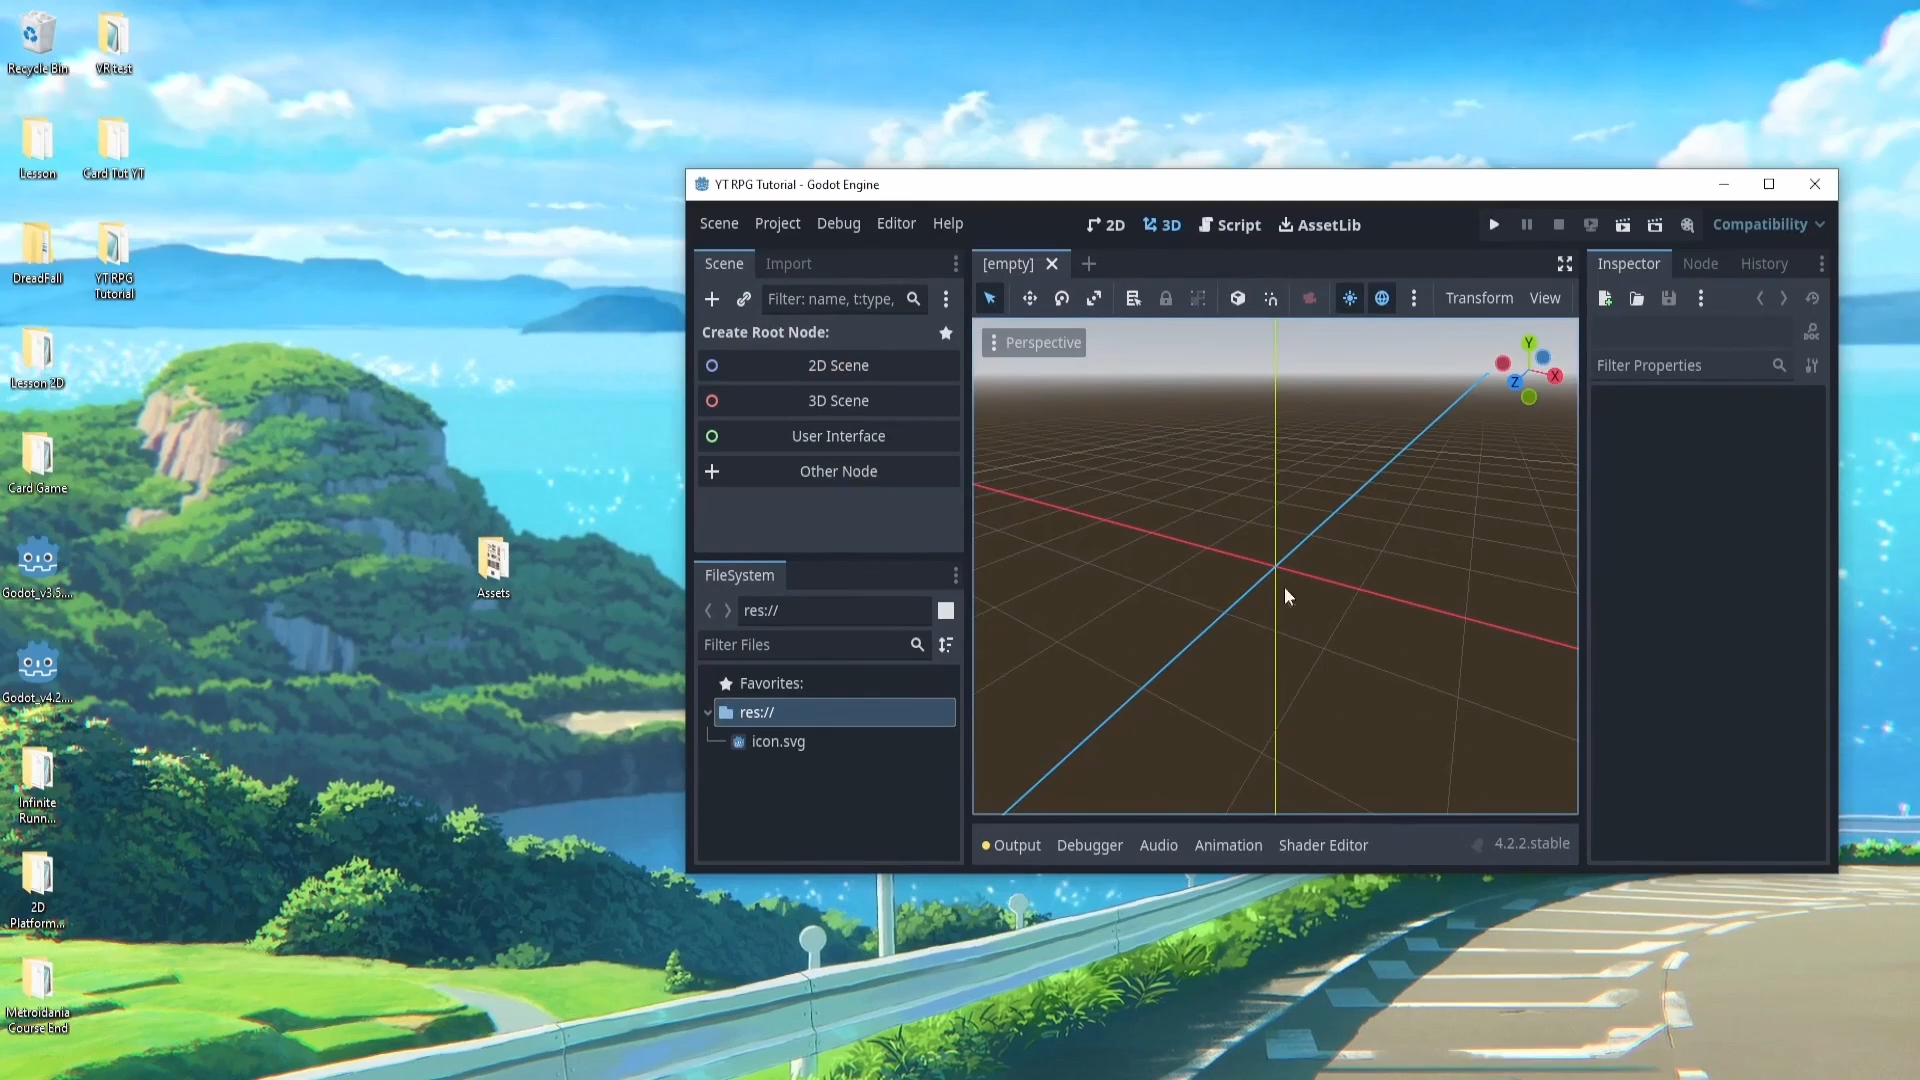 Recycle Bin
VR test
Lesson
Card Tut YT
DreadFall
YT RPG
Tutorial
Lesson 2D
Card Game
Assets
Godot_v3.5....
Godot_v4.2....
Infinite
Runn...
2D
Platform...
Metroidania
Course End
YT RPG Tutorial - Godot Engine
Scene Project Debug Editor Help
2D 3D Script AssetLib
Compatibility
Scene Import
[empty]
Inspector Node History
Filter: name, t:type,
Transform View
Create Root Node:
2D Scene
3D Scene
User Interface
Other Node
Perspective
Y
X
Z
Filter Properties
FileSystem
res://
Filter Files
Favorites:
res://
icon.svg
Output Debugger Audio Animation Shader Editor
4.2.2.stable